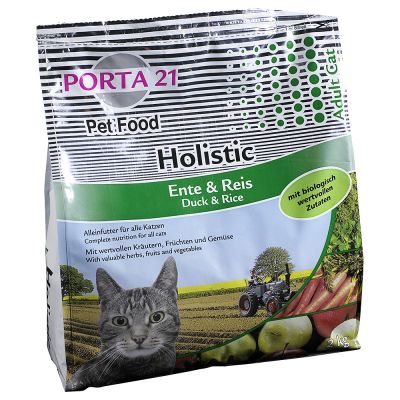 PORTA 21
Pet Food
Adult Cat
Holistic
Ente & Reis
Duck & Rice
mit biologisch
wertvollen
Zutaten
Alleinfutter für alle Katzen
Complete nutrition for all cats
Mit wertvollen Kräutern, Früchten und Gemüse
With valuable herbs, fruits and vegetables